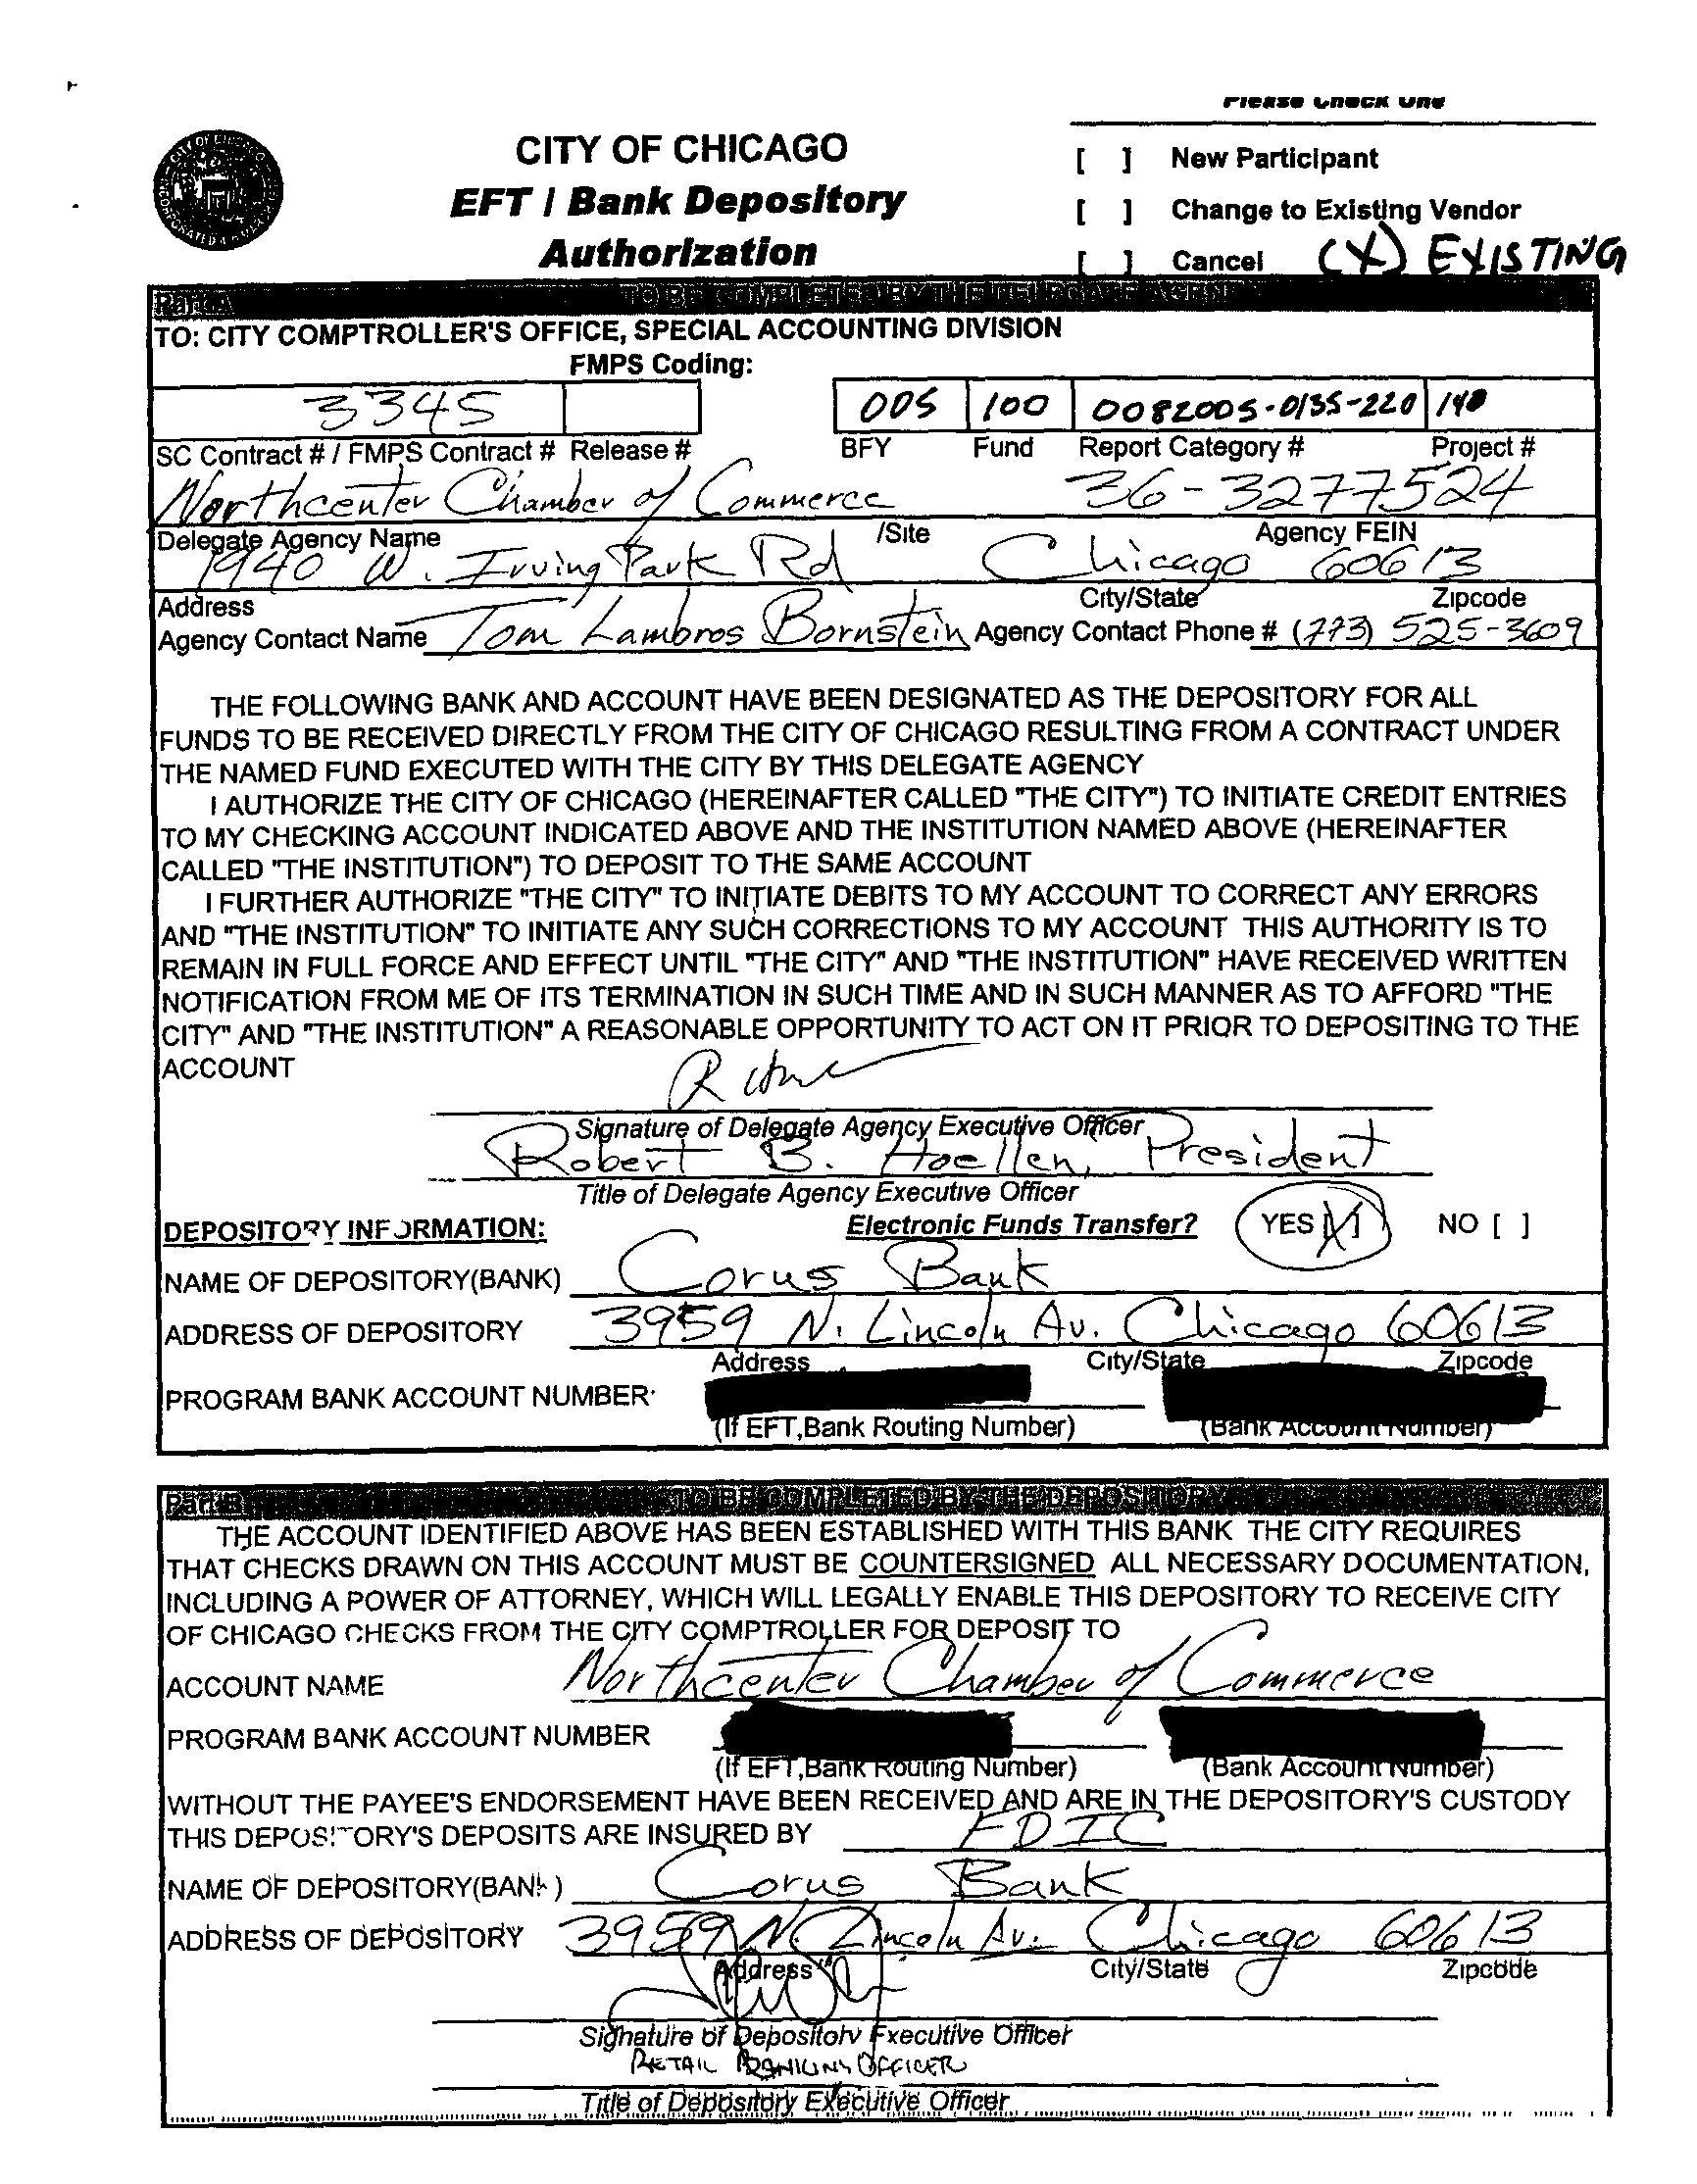 Please Check One
CITY OF CHICAGO
EFT / Bank Depository
Authorization
[ ] New Participant
[ ] Change to Existing Vendor
[ ] Cancel (X) EXISTING
Part A TO BE COMPLETED BY THE DELEGATE AGENCY
TO: CITY COMPTROLLER'S OFFICE, SPECIAL ACCOUNTING DIVISION
FMPS Coding:
3345 005 100 0082005-0135-220 140
SC Contract # / FMPS Contract # Release # BFY Fund Report Category # Project #
Northcenter Chamber of Commerce 36-3277524
Delegate Agency Name /Site Agency FEIN
1940 W. Irving Park Rd Chicago 60613
Address City/State Zipcode
Agency Contact Name Tom Lambros Bornstein Agency Contact Phone # (773) 525-3609
THE FOLLOWING BANK AND ACCOUNT HAVE BEEN DESIGNATED AS THE DEPOSITORY FOR ALL
FUNDS TO BE RECEIVED DIRECTLY FROM THE CITY OF CHICAGO RESULTING FROM A CONTRACT UNDER
THE NAMED FUND EXECUTED WITH THE CITY BY THIS DELEGATE AGENCY
I AUTHORIZE THE CITY OF CHICAGO (HEREINAFTER CALLED "THE CITY") TO INITIATE CREDIT ENTRIES
TO MY CHECKING ACCOUNT INDICATED ABOVE AND THE INSTITUTION NAMED ABOVE (HEREINAFTER
CALLED "THE INSTITUTION") TO DEPOSIT TO THE SAME ACCOUNT
I FURTHER AUTHORIZE "THE CITY" TO INITIATE DEBITS TO MY ACCOUNT TO CORRECT ANY ERRORS
AND "THE INSTITUTION" TO INITIATE ANY SUCH CORRECTIONS TO MY ACCOUNT THIS AUTHORITY IS TO
REMAIN IN FULL FORCE AND EFFECT UNTIL "THE CITY" AND "THE INSTITUTION" HAVE RECEIVED WRITTEN
NOTIFICATION FROM ME OF ITS TERMINATION IN SUCH TIME AND IN SUCH MANNER AS TO AFFORD "THE
CITY" AND "THE INSTITUTION" A REASONABLE OPPORTUNITY TO ACT ON IT PRIOR TO DEPOSITING TO THE
ACCOUNT
Signature of Delegate Agency Executive Officer
Robert B. Hoellen, President
Title of Delegate Agency Executive Officer
DEPOSITORY INFORMATION: Electronic Funds Transfer? YES [X] NO [ ]
NAME OF DEPOSITORY(BANK) Corus Bank
ADDRESS OF DEPOSITORY 3959 N. Lincoln Av. Chicago 60613
Address City/State Zipcode
PROGRAM BANK ACCOUNT NUMBER
(If EFT,Bank Routing Number) (Bank Account Number)
Part B TO BE COMPLETED BY THE DEPOSITORY
THE ACCOUNT IDENTIFIED ABOVE HAS BEEN ESTABLISHED WITH THIS BANK THE CITY REQUIRES
THAT CHECKS DRAWN ON THIS ACCOUNT MUST BE COUNTERSIGNED ALL NECESSARY DOCUMENTATION,
INCLUDING A POWER OF ATTORNEY, WHICH WILL LEGALLY ENABLE THIS DEPOSITORY TO RECEIVE CITY
OF CHICAGO CHECKS FROM THE CITY COMPTROLLER FOR DEPOSIT TO
ACCOUNT NAME Northcenter Chamber of Commerce
PROGRAM BANK ACCOUNT NUMBER
(If EFT,Bank Routing Number) (Bank Account Number)
WITHOUT THE PAYEE'S ENDORSEMENT HAVE BEEN RECEIVED AND ARE IN THE DEPOSITORY'S CUSTODY
THIS DEPOSITORY'S DEPOSITS ARE INSURED BY FDIC
NAME OF DEPOSITORY(BANK) Corus Bank
ADDRESS OF DEPOSITORY 3959 N. Lincoln Av. Chicago 60613
Address City/State Zipcode
Signature of Depository Executive Officer
RETAIL BANKING OFFICER
Title of Depository Executive Officer